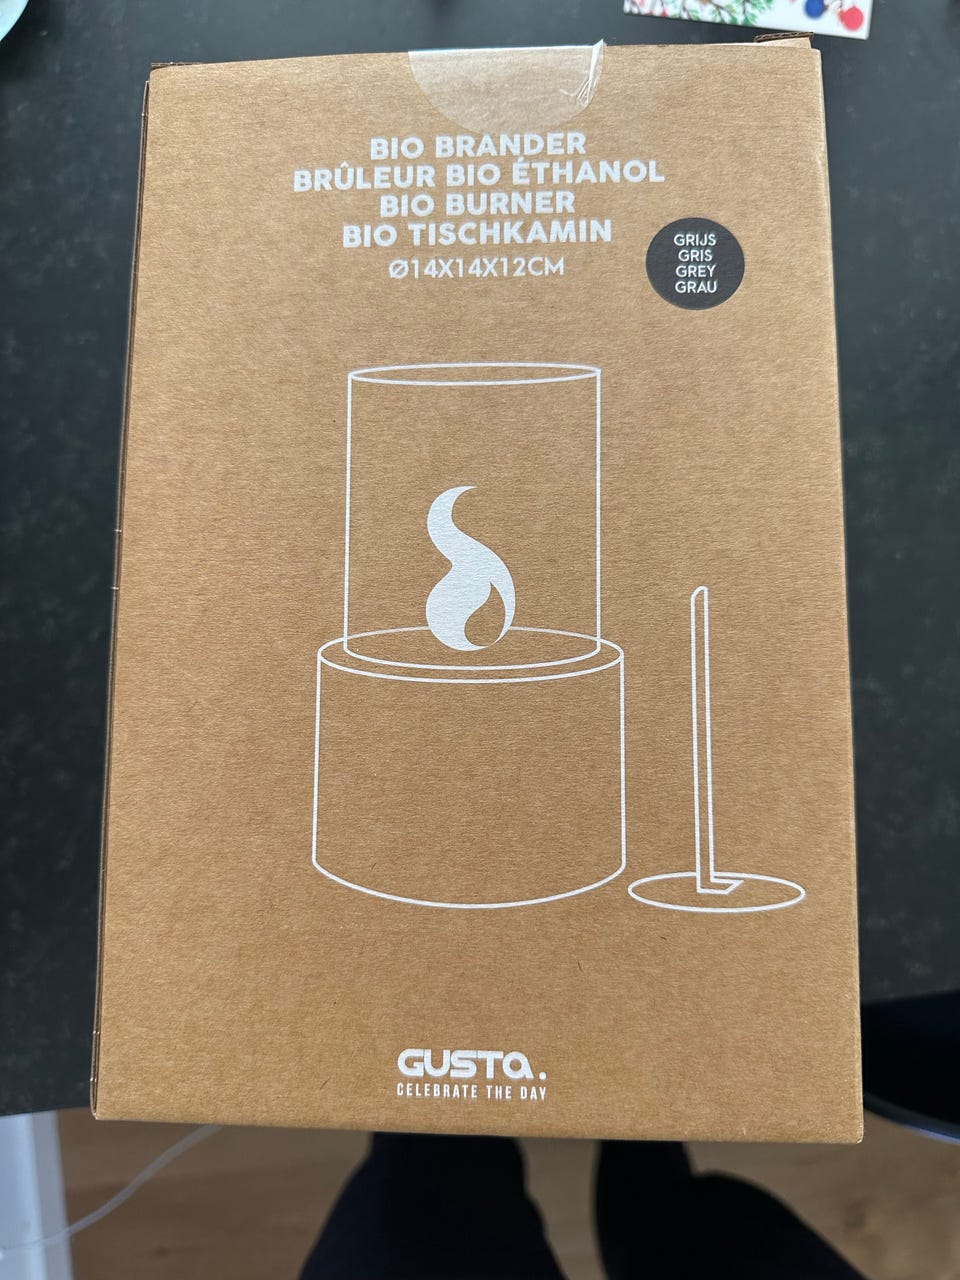 BIO BRANDER
BRÛLEUR BIO ÉTHANOL
BIO BURNER
BIO TISCHKAMIN
Ø14X14X12CM
GRIJS
GRIS
GREY
GRAU
GUSTA.
CELEBRATE THE DAY